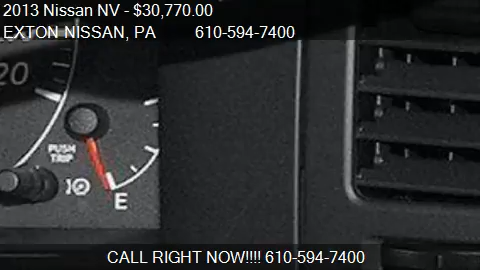 2013 Nissan NV - $30,770.00
EXTON NISSAN, PA 610-594-7400
20
PUSH
TRIP
E
CALL RIGHT NOW!!!! 610-594-7400